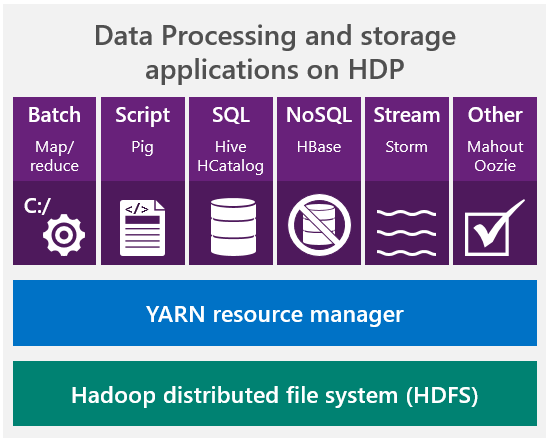 Data Processing and storage
applications on HDP
Batch
Map/
reduce
C:/
Script
Pig
</>
SQL
Hive
HCatalog
NoSQL
HBase
Stream
Storm
Other
Mahout
Oozie
YARN resource manager
Hadoop distributed file system (HDFS)